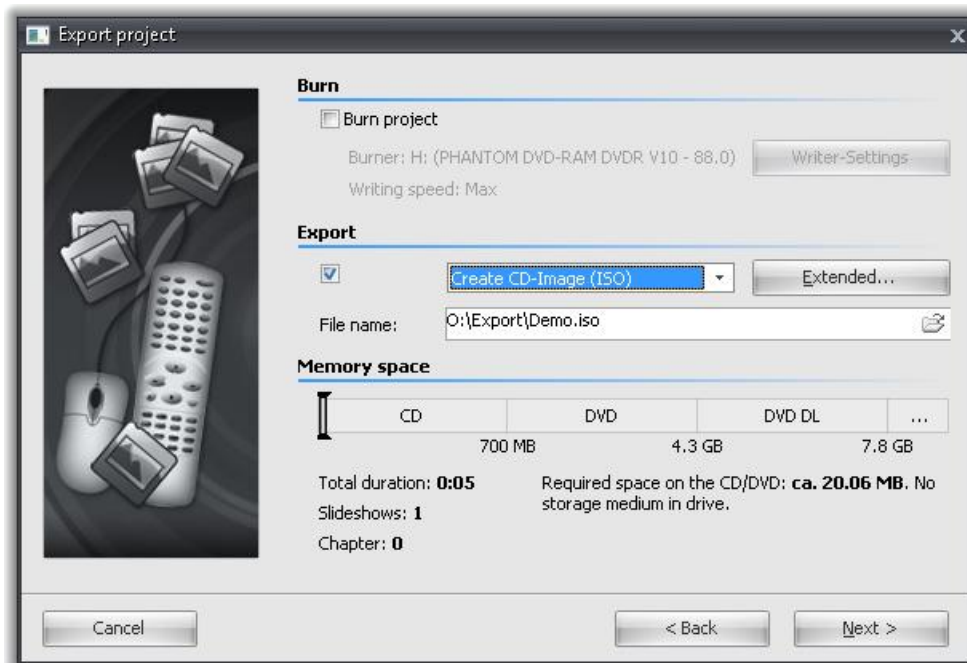 Export project
X
Burn
Burn project
Burner: H: (PHANTOM DVD-RAM DVDR V10 - 88.0)
Writer-Settings
Writing speed: Max
Export
Create CD-Image (ISO)
Extended...
File name:
O:\Export\Demo.iso
Memory space
CD
DVD
DVD DL
...
700 MB
4.3 GB
7.8 GB
Total duration: 0:05
Slideshows: 1
Chapter: 0
Required space on the CD/DVD: ca. 20.06 MB. No
storage medium in drive.
Cancel
< Back
Next >